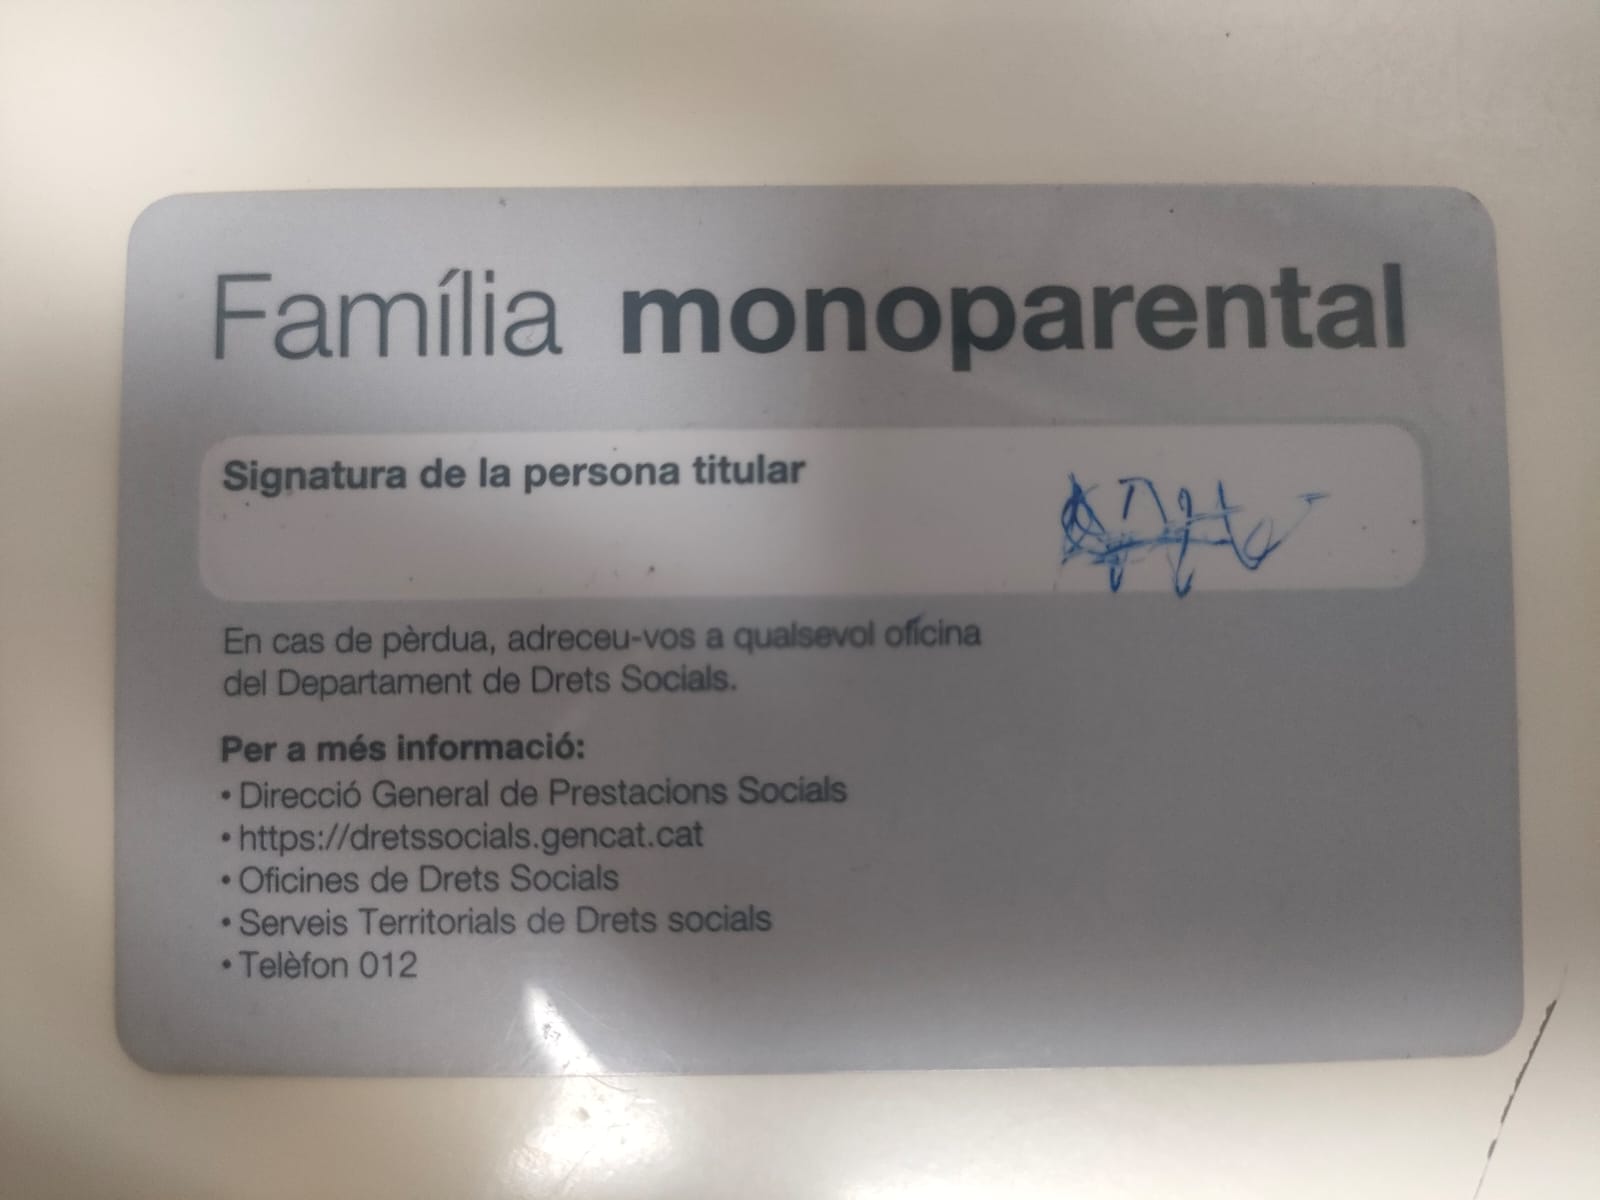 Família monoparental
Signatura de la persona titular
En cas de pèrdua, adreceu-vos a qualsevol oficina
del Departament de Drets Socials.
Per a més informació:
• Direcció General de Prestacions Socials
• https://dretssocials.gencat.cat
• Oficines de Drets Socials
• Serveis Territorials de Drets socials
• Telèfon 012